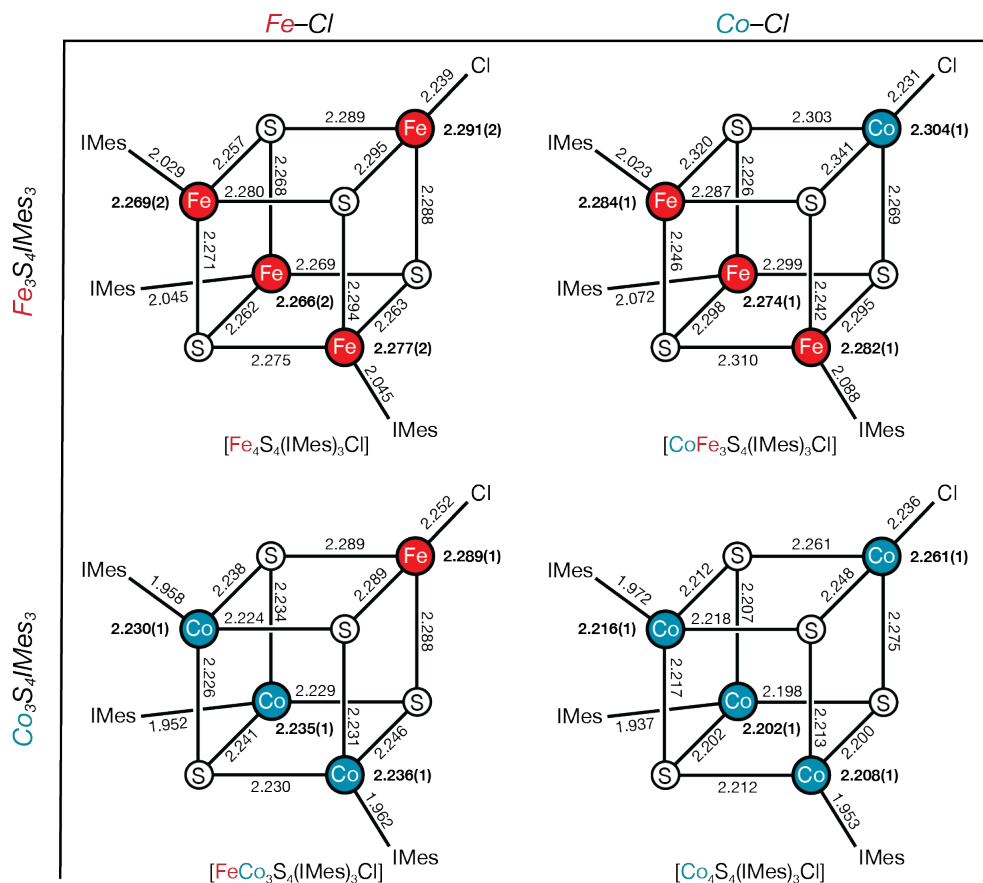 Fe–Cl
Co–Cl
Fe₃S₄IMes₃
Cl
2.239
S
2.289
Fe
2.291(2)
IMes
2.029
2.257
2.268
2.295
2.288
2.269(2)
Fe
2.280
S
2.271
IMes
2.045
Fe
2.269
S
2.266(2)
2.262
2.294
2.263
S
2.275
Fe
2.277(2)
2.045
IMes
[Fe₄S₄(IMes)₃Cl]
Cl
2.231
S
2.303
Co
2.304(1)
IMes
2.023
2.320
2.226
2.341
2.269
2.284(1)
Fe
2.287
S
2.246
IMes
2.072
Fe
2.299
S
2.274(1)
2.298
2.242
2.295
S
2.310
Fe
2.282(1)
2.088
IMes
[CoFe₃S₄(IMes)₃Cl]
Co₃S₄IMes₃
Cl
2.252
S
2.289
Fe
2.289(1)
IMes
1.958
2.238
2.234
2.289
2.288
2.230(1)
Co
2.224
S
2.226
IMes
1.952
Co
2.229
S
2.235(1)
2.241
2.231
2.246
S
2.230
Co
2.236(1)
1.962
IMes
[FeCo₃S₄(IMes)₃Cl]
Cl
2.236
S
2.261
Co
2.261(1)
IMes
1.972
2.212
2.207
2.248
2.275
2.216(1)
Co
2.218
S
2.217
IMes
1.937
Co
2.198
S
2.202(1)
2.202
2.213
2.200
S
2.212
Co
2.208(1)
1.953
IMes
[Co₄S₄(IMes)₃Cl]